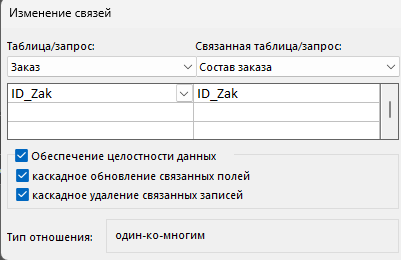 Изменение связей
Таблица/запрос: Связанная таблица/запрос:
Заказ Состав заказа
ID_Zak ID_Zak
Обеспечение целостности данных
каскадное обновление связанных полей
каскадное удаление связанных записей
Тип отношения: один-ко-многим